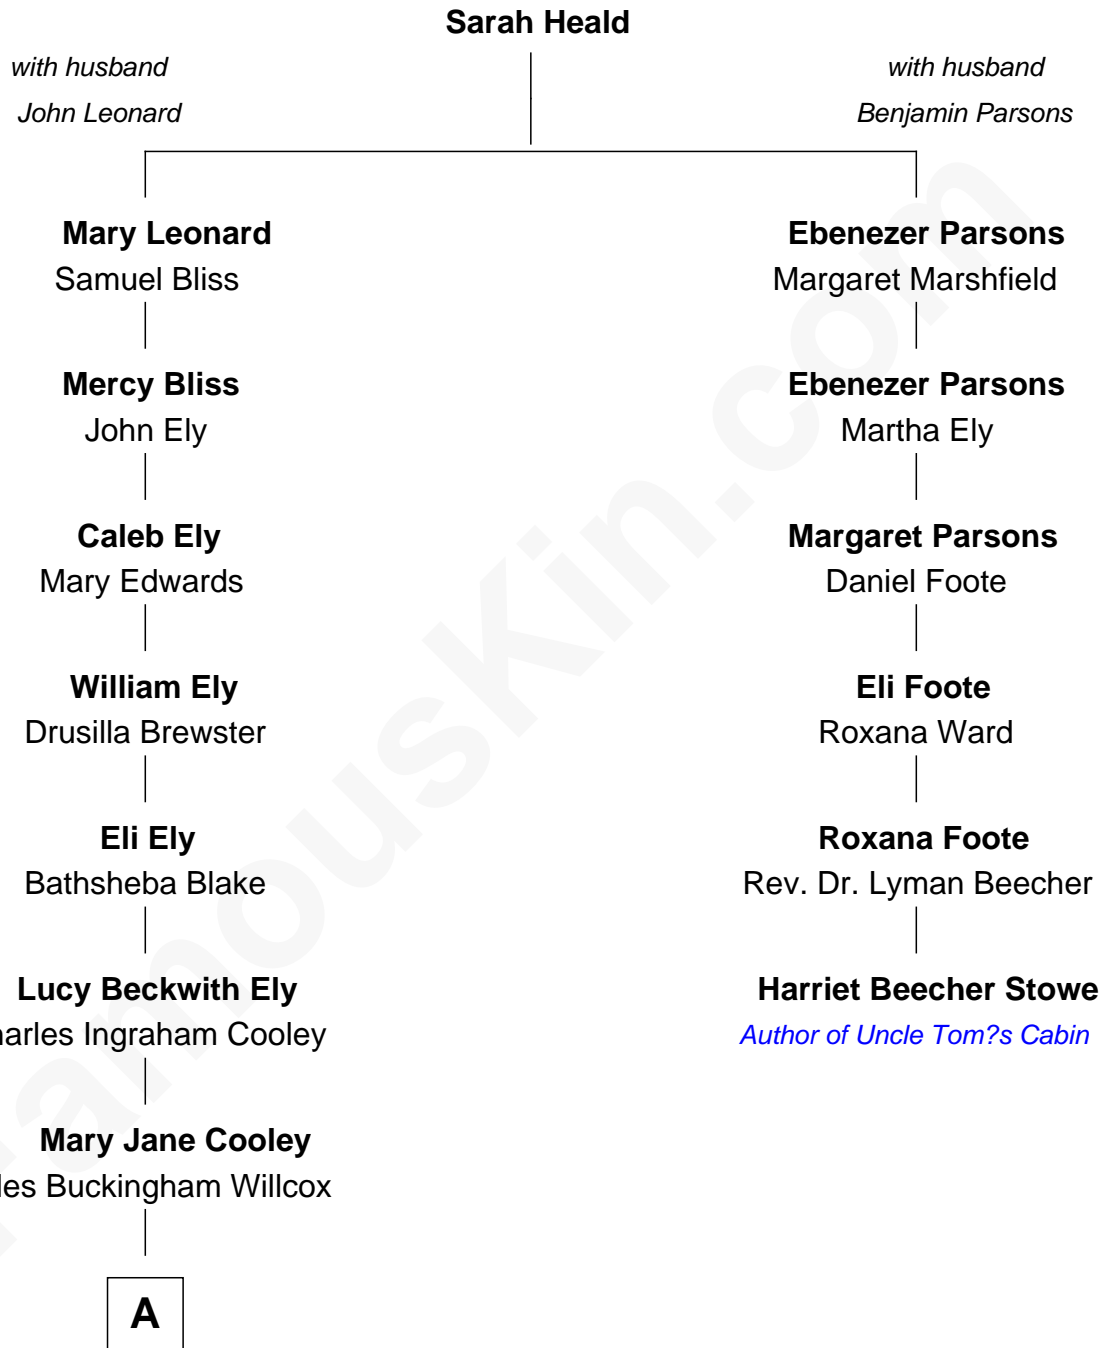 Sarah Heald
with husband
John Leonard
with husband
Benjamin Parsons
Mary Leonard
Samuel Bliss
Ebenezer Parsons
Margaret Marshfield
Mercy Bliss
John Ely
Ebenezer Parsons
Martha Ely
Caleb Ely
Mary Edwards
Margaret Parsons
Daniel Foote
William Ely
Drusilla Brewster
Eli Foote
Roxana Ward
Eli Ely
Bathsheba Blake
Roxana Foote
Rev. Dr. Lyman Beecher
Lucy Beckwith Ely
arles Ingraham Cooley
Harriet Beecher Stowe
Author of Uncle Tom?s Cabin
Mary Jane Cooley
les Buckingham Willcox
A
FamousKin.com